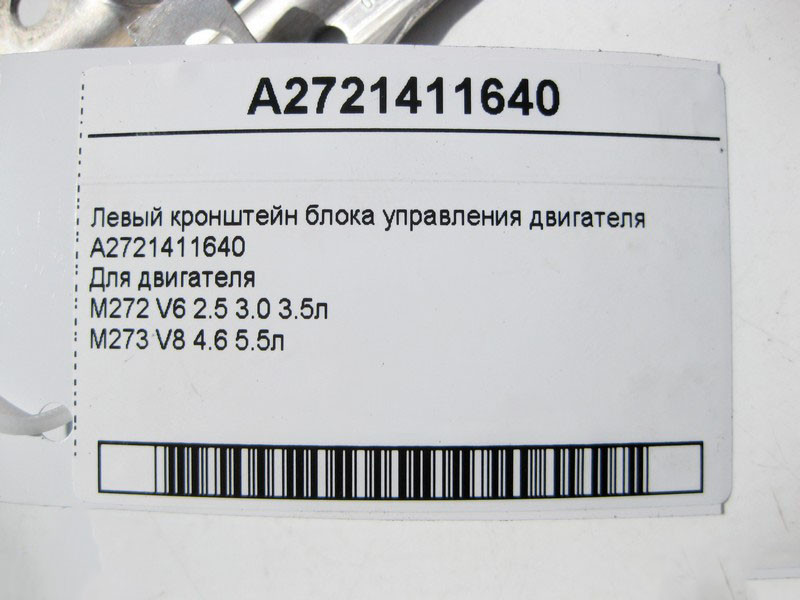 A2721411640
Левый кронштейн блока управления двигателя
A2721411640
Для двигателя
M272 V6 2.5 3.0 3.5л
M273 V8 4.6 5.5л